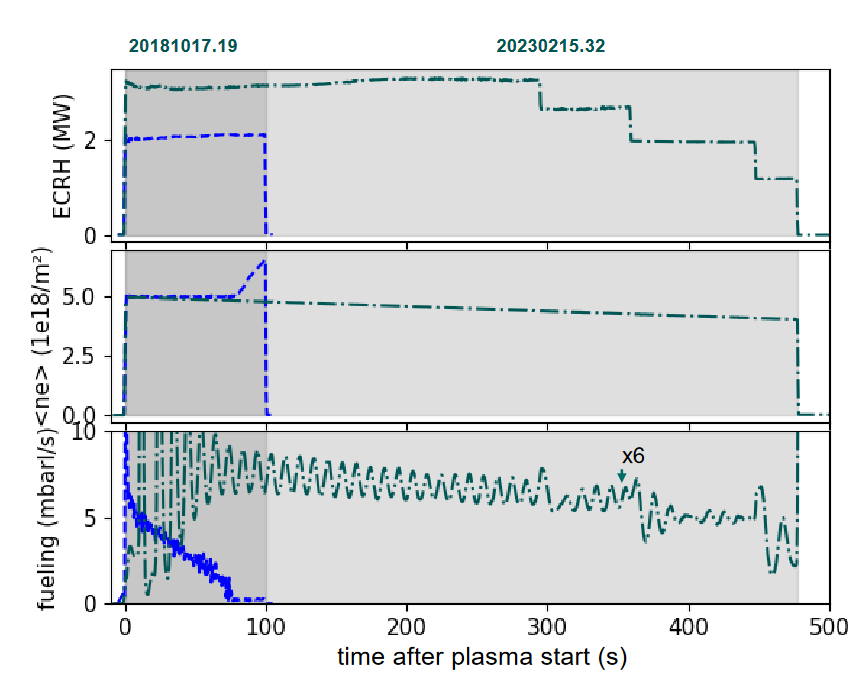 20181017.19 20230215.32
ECRH (MW)
2
0
<ne> (1e18/m²)
5.0
2.5
0.0
fueling (mbarl/s)
10
5
0
x6
0 100 200 300 400 500
time after plasma start (s)